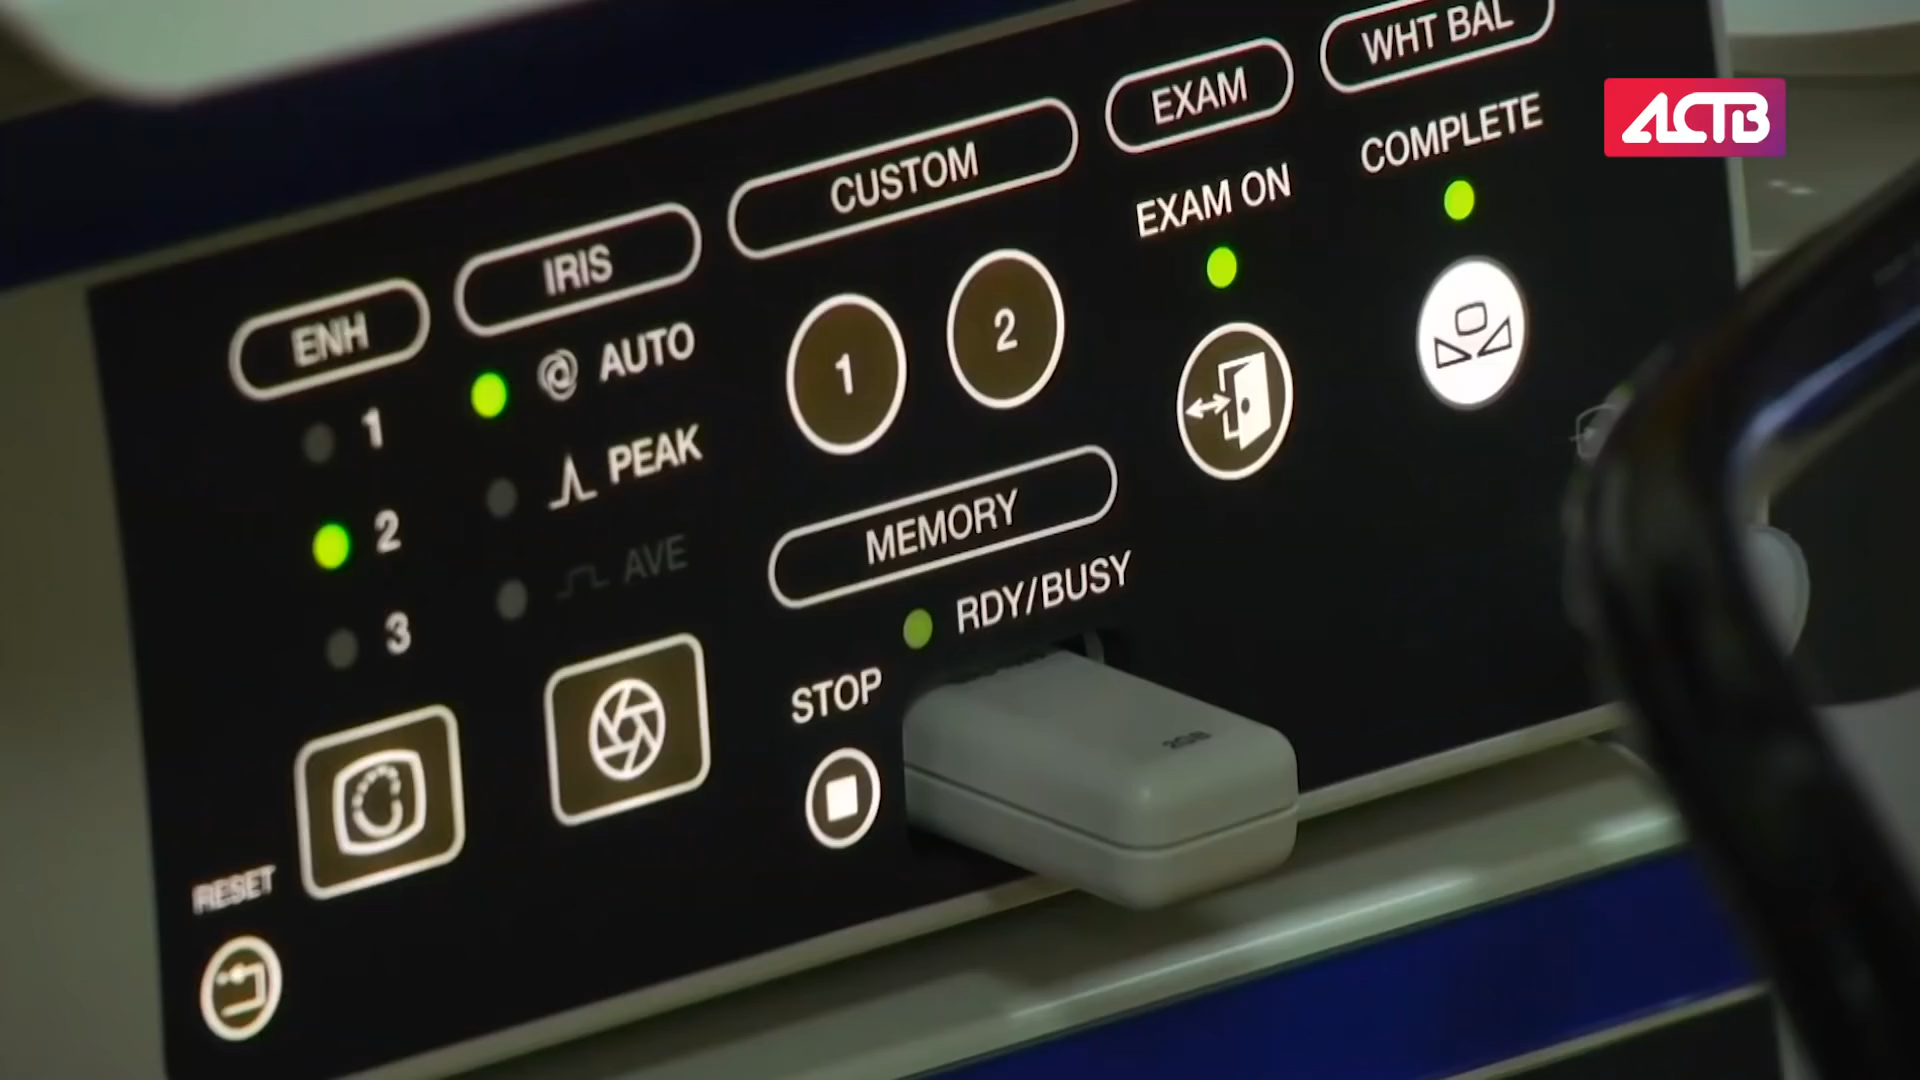 WHT BAL
EXAM
COMPLETE
CUSTOM
EXAM ON
IRIS
ENH
AUTO
1
2
1
PEAK
2
MEMORY
AVE
RDY/BUSY
3
STOP
2GB
RESET
АСТВ